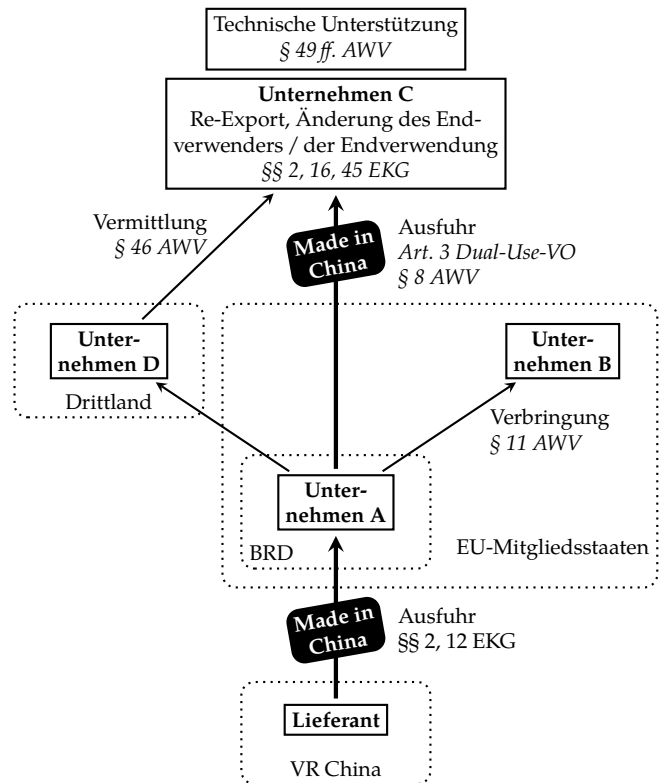 Technische Unterstützung
§ 49 ff. AWV
Unternehmen C
Re-Export, Änderung des End-
verwenders / der Endverwendung
§§ 2, 16, 45 EKG
Vermittlung
§ 46 AWV
Made in
China
Ausfuhr
Art. 3 Dual-Use-VO
§ 8 AWV
Unter-
nehmen D
Drittland
Unter-
nehmen B
Verbringung
§ 11 AWV
Unter-
nehmen A
BRD
EU-Mitgliedsstaaten
Made in
China
Ausfuhr
§§ 2, 12 EKG
Lieferant
VR China